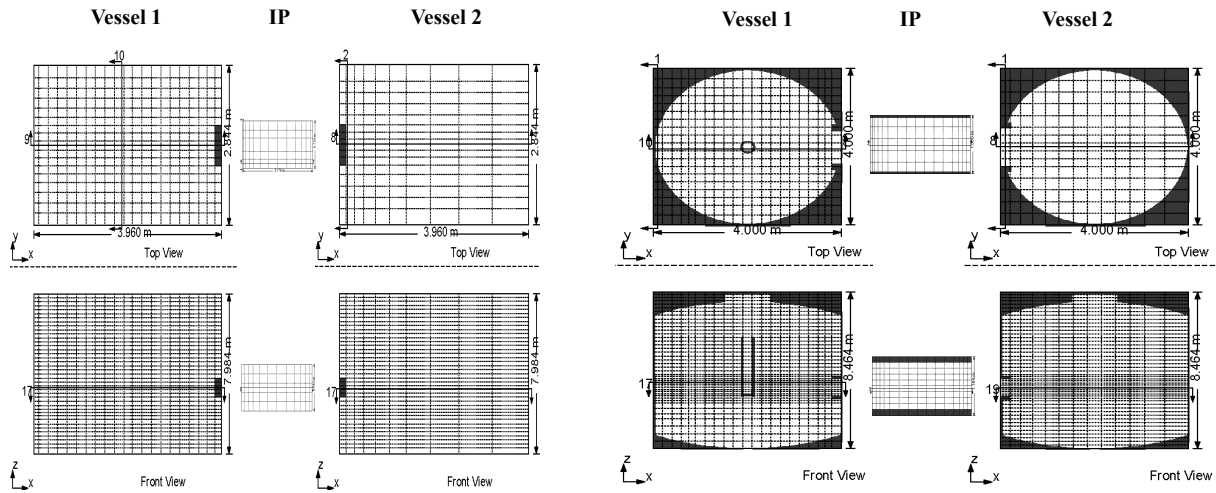 Vessel 1 IP Vessel 2
10
9
2.844 m
3.960 m
y
x
Top View
2
8
2.844 m
3.960 m
y
x
Top View
17
7.984 m
z
x
Front View
17
7.984 m
z
x
Front View
Vessel 1 IP Vessel 2
1
10
4.000 m
4.000 m
y
x
Top View
1
8
4.000 m
4.000 m
y
x
Top View
17
8.464 m
z
x
Front View
19
8.464 m
z
x
Front View